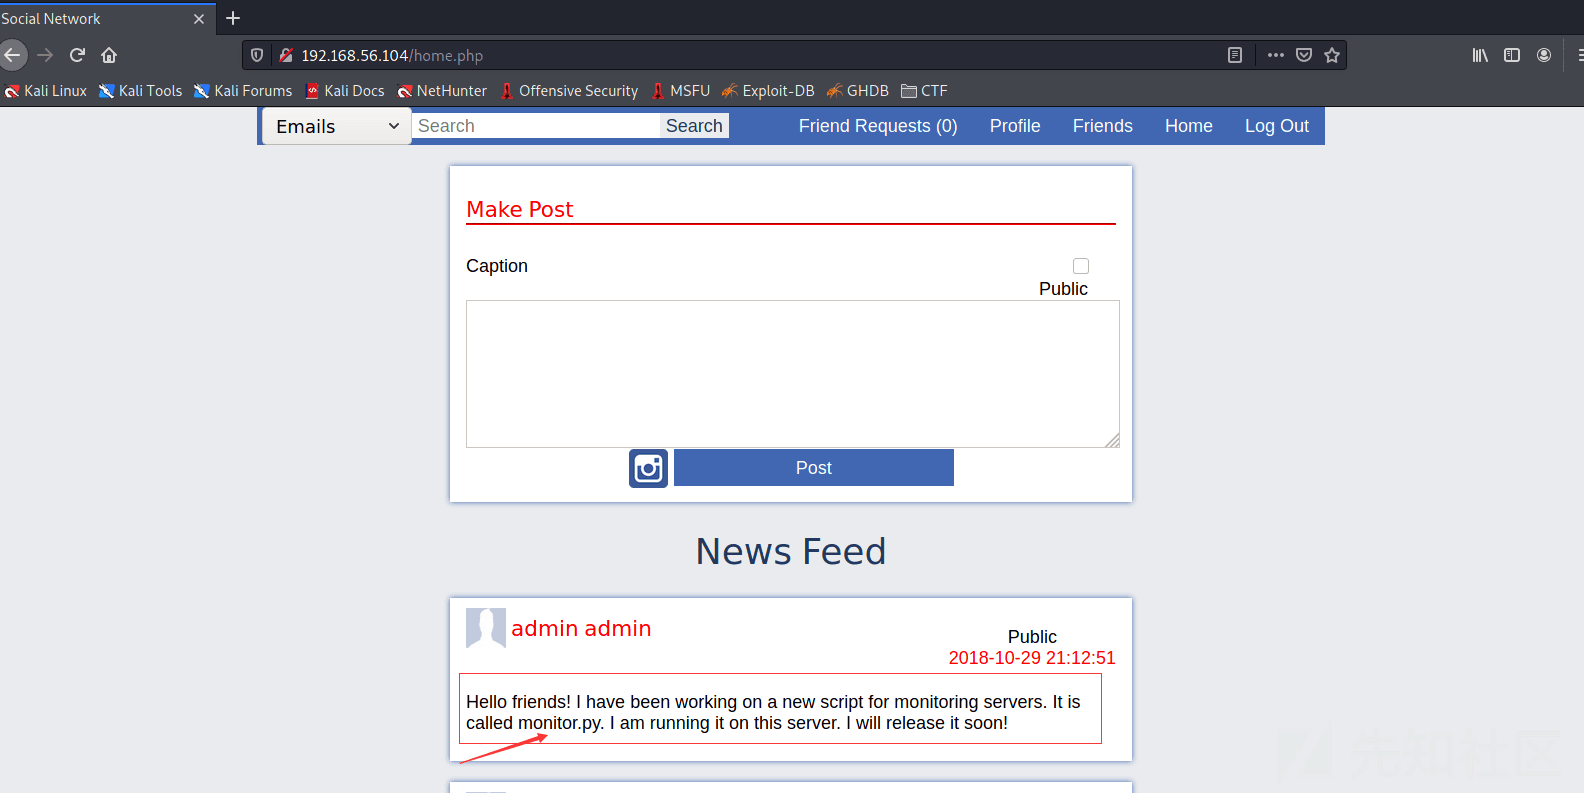 Social Network
192.168.56.104/home.php
Kali Linux Kali Tools Kali Forums Kali Docs NetHunter Offensive Security MSFU Exploit-DB GHDB CTF
Emails Search Search Friend Requests (0) Profile Friends Home Log Out
Make Post
Caption
Public
Post
News Feed
admin admin
Public
2018-10-29 21:12:51
Hello friends! I have been working on a new script for monitoring servers. It is
called monitor.py. I am running it on this server. I will release it soon!
先知社区